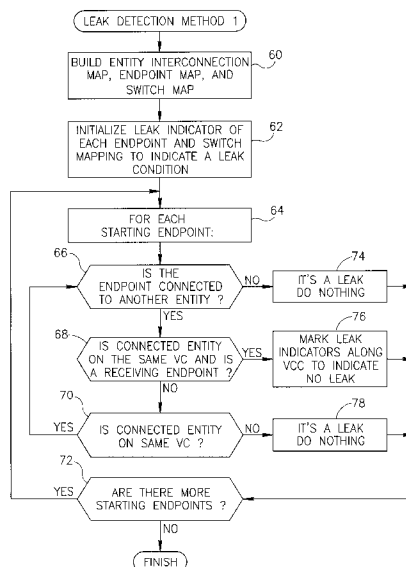 LEAK DETECTION METHOD 1
60
BUILD ENTITY INTERCONNECTION
MAP, ENDPOINT MAP, AND
SWITCH MAP
62
INITIALIZE LEAK INDICATOR OF
EACH ENDPOINT AND SWITCH
MAPPING TO INDICATE A LEAK
CONDITION
64
FOR EACH
STARTING ENDPOINT:
66
IS THE
ENDPOINT CONNECTED
TO ANOTHER ENTITY ?
NO
74
IT'S A LEAK
DO NOTHING
YES
68
IS CONNECTED ENTITY
ON THE SAME VC AND IS
A RECEIVING ENDPOINT ?
YES
76
MARK LEAK
INDICATORS ALONG
VCC TO INDICATE
NO LEAK
NO
70
YES
IS CONNECTED ENTITY
ON SAME VC ?
NO
78
IT'S A LEAK
DO NOTHING
72
YES
ARE THERE MORE
STARTING ENDPOINTS ?
NO
FINISH